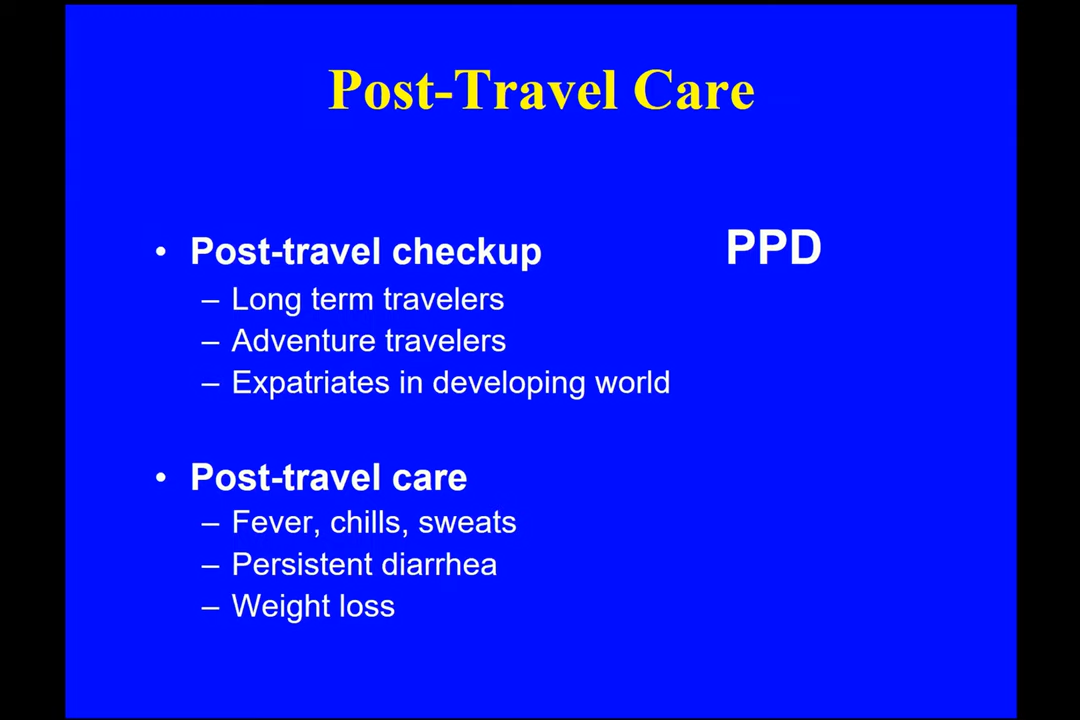 Post-Travel Care
• Post-travel checkup PPD
– Long term travelers
– Adventure travelers
– Expatriates in developing world
• Post-travel care
– Fever, chills, sweats
– Persistent diarrhea
– Weight loss